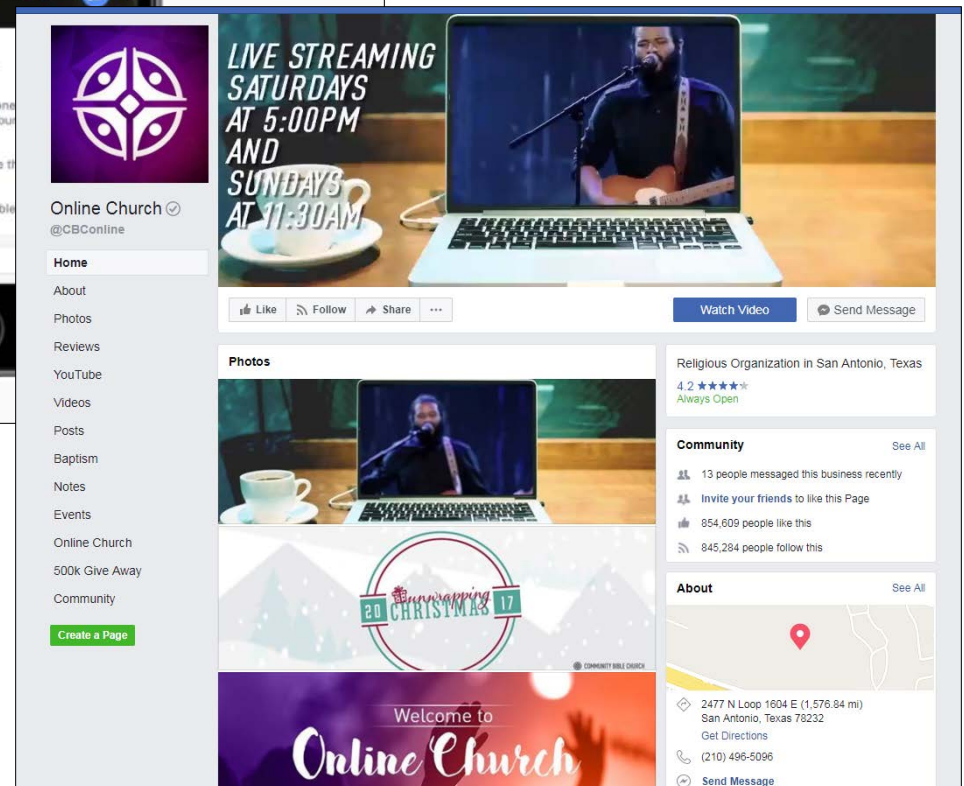 LIVE STREAMING
SATURDAYS
AT 5:00PM
AND
SUNDAYS
AT 11:30AM
Online Church
@CBConline
Home
About
Photos
Reviews
YouTube
Videos
Posts
Baptism
Notes
Events
Online Church
500k Give Away
Community
Create a Page
Like
Follow
Share
Watch Video
Send Message
Photos
unwrapping
20 CHRISTMAS 17
COMMUNITY BIBLE CHURCH
Welcome to
Online Church
Religious Organization in San Antonio, Texas
4.2
Always Open
Community See All
13 people messaged this business recently
Invite your friends to like this Page
854,609 people like this
845,284 people follow this
About See All
2477 N Loop 1604 E (1,576.84 mi)
San Antonio, Texas 78232
Get Directions
(210) 496-5096
Send Message